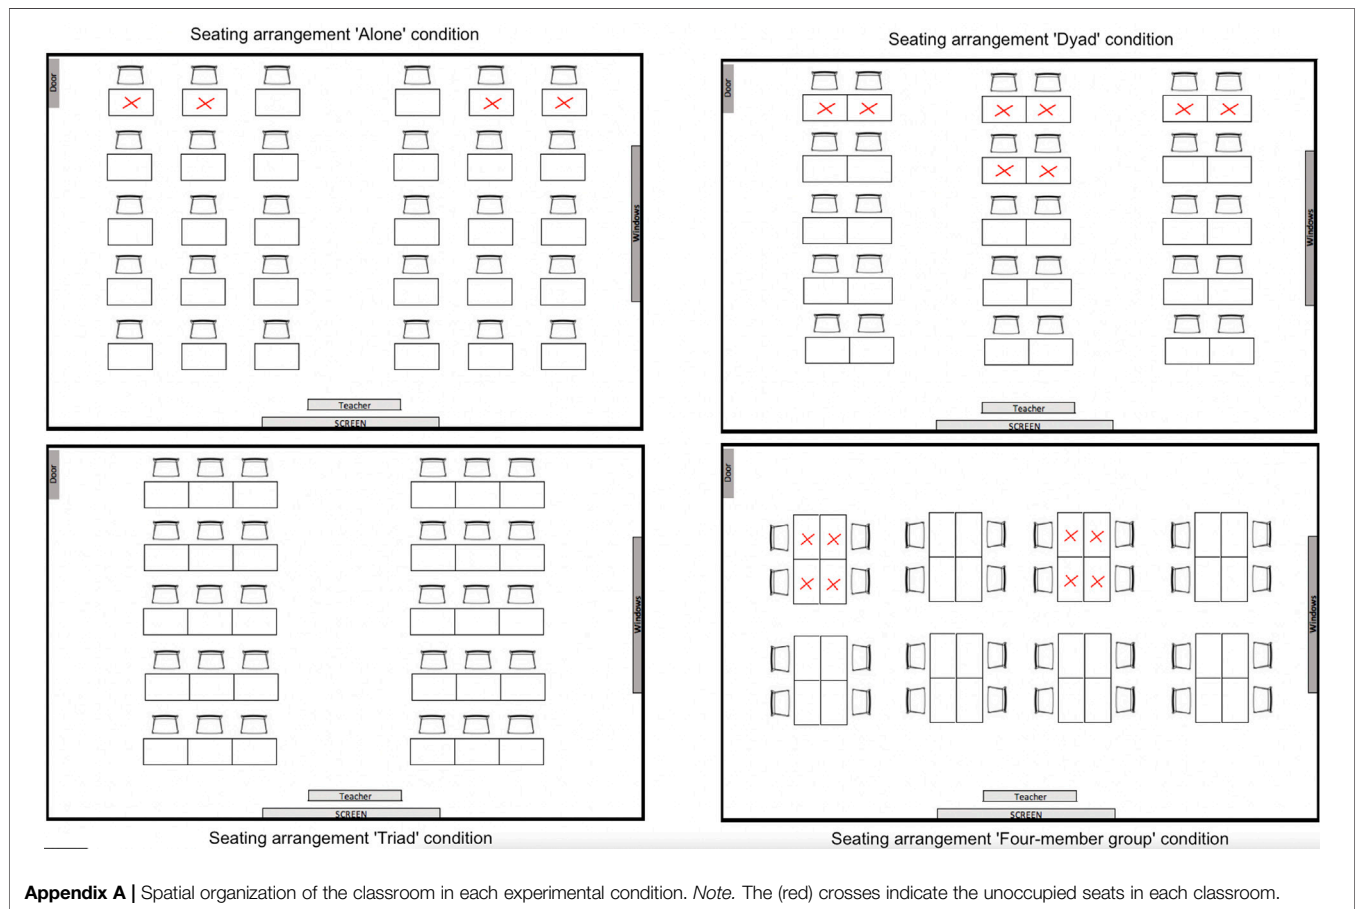 Seating arrangement 'Alone' condition
Seating arrangement 'Dyad' condition
Door
Windows
Teacher
SCREEN
Door
Windows
Teacher
SCREEN
Door
Windows
Teacher
SCREEN
Seating arrangement 'Triad' condition
Door
Windows
Teacher
SCREEN
Seating arrangement 'Four-member group' condition
Appendix A | Spatial organization of the classroom in each experimental condition. Note. The (red) crosses indicate the unoccupied seats in each classroom.